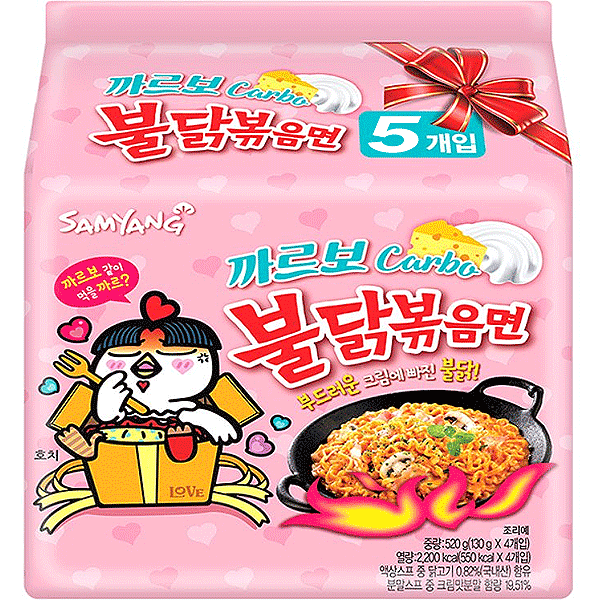 까르보 Carbo
불닭볶음면
5개입
SAMYANG
까르보 같이
먹을 까르?
까르보 Carbo
불닭볶음면
부드러운 크림에 빠진 불닭!
호치
LOVE
조리예
중량:520g(130g X 4개입)
열량:2,200 kcal(550 kcal X 4개입)
액상스프 중 닭고기 0.82%(국내산) 함유
분말스프 중 크림맛분말 함량 19.51%